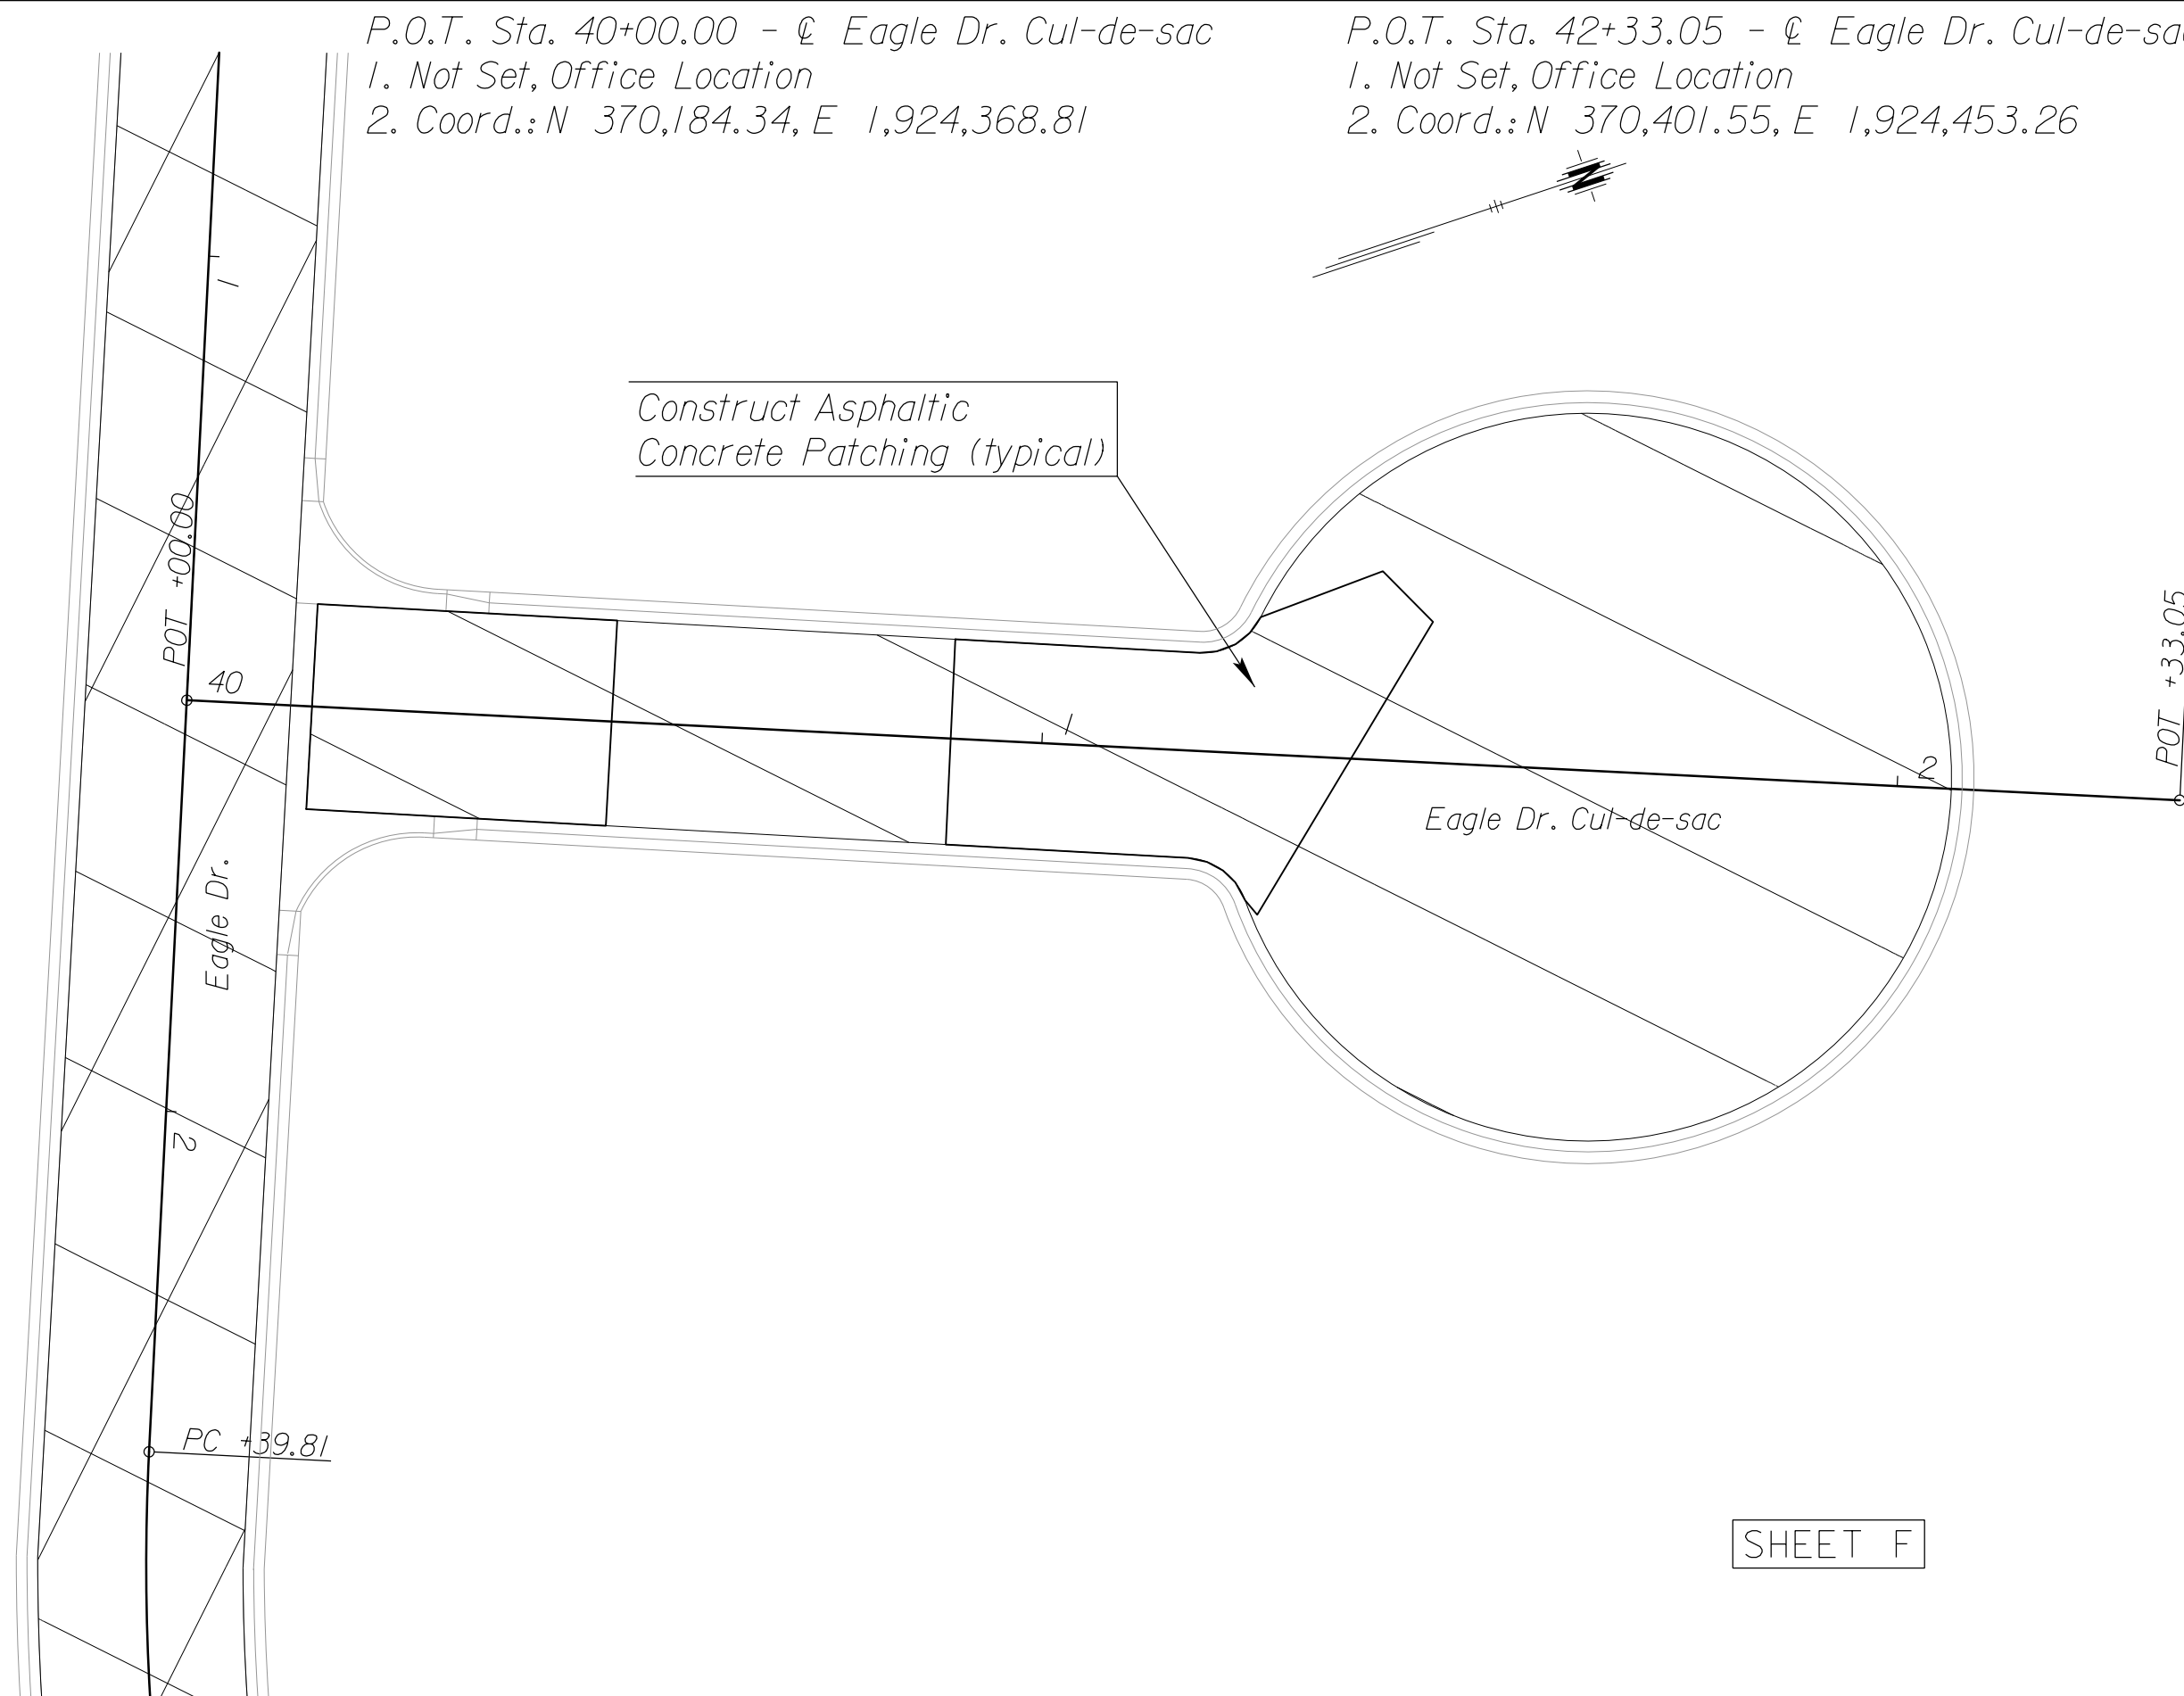 P.O.T. Sta. 40+00.00 - ℄ Eagle Dr. Cul-de-sac
1. Not Set, Office Location
2. Coord.: N 370,184.34, E 1,924,368.81
P.O.T. Sta. 42+33.05 - ℄ Eagle Dr. Cul-de-sac
1. Not Set, Office Location
2. Coord.: N 370,401.55, E 1,924,453.26
N
1
Construct Asphaltic
Concrete Patching (typical)
POT +00.00
40
1
2
POT +33.05
Eagle Dr. Cul-de-sac
Eagle Dr.
2
PC +39.81
SHEET F